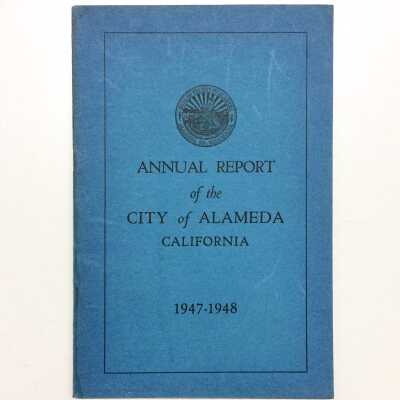 ANNUAL REPORT
of the
CITY of ALAMEDA
CALIFORNIA
1947-1948